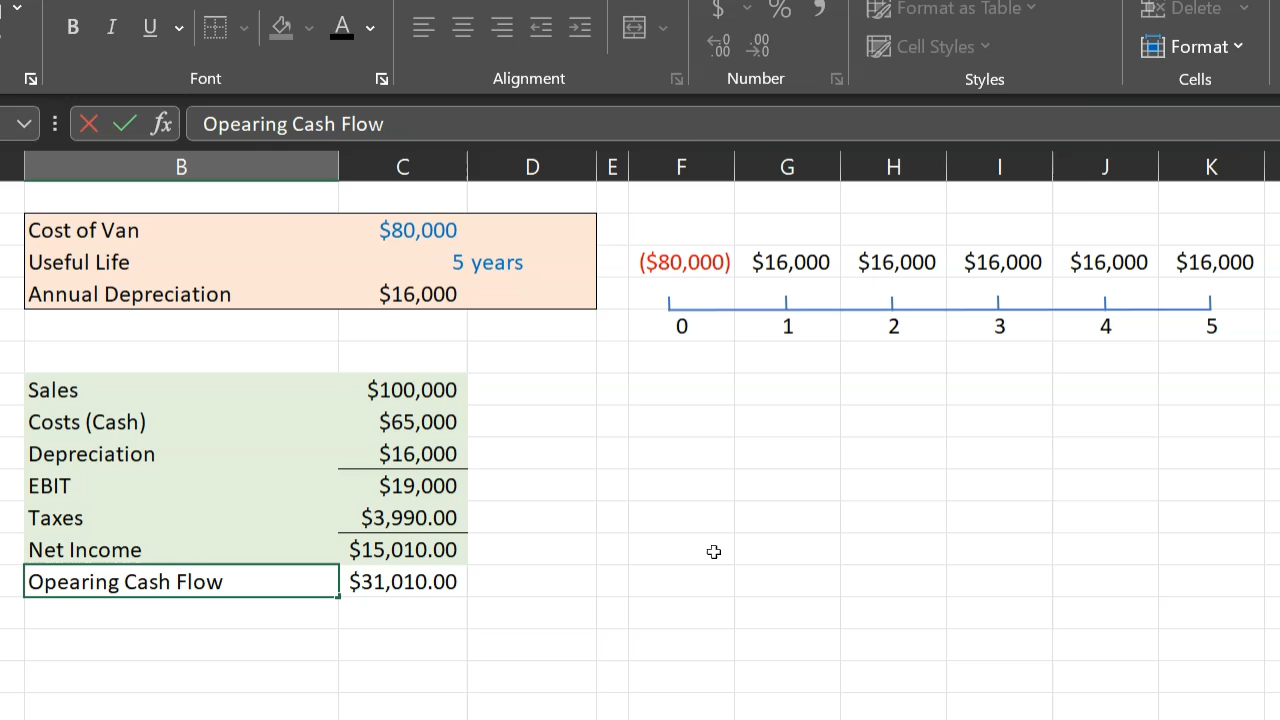 $ % Format as Table Delete
B I U A Cell Styles Format
Font Alignment Number Styles Cells
fx Opearing Cash Flow
B C D E F G H I J K
Cost of Van $80,000
Useful Life 5 years ($80,000) $16,000 $16,000 $16,000 $16,000 $16,000
Annual Depreciation $16,000
0 1 2 3 4 5
Sales $100,000
Costs (Cash) $65,000
Depreciation $16,000
EBIT $19,000
Taxes $3,990.00
Net Income $15,010.00
Opearing Cash Flow $31,010.00